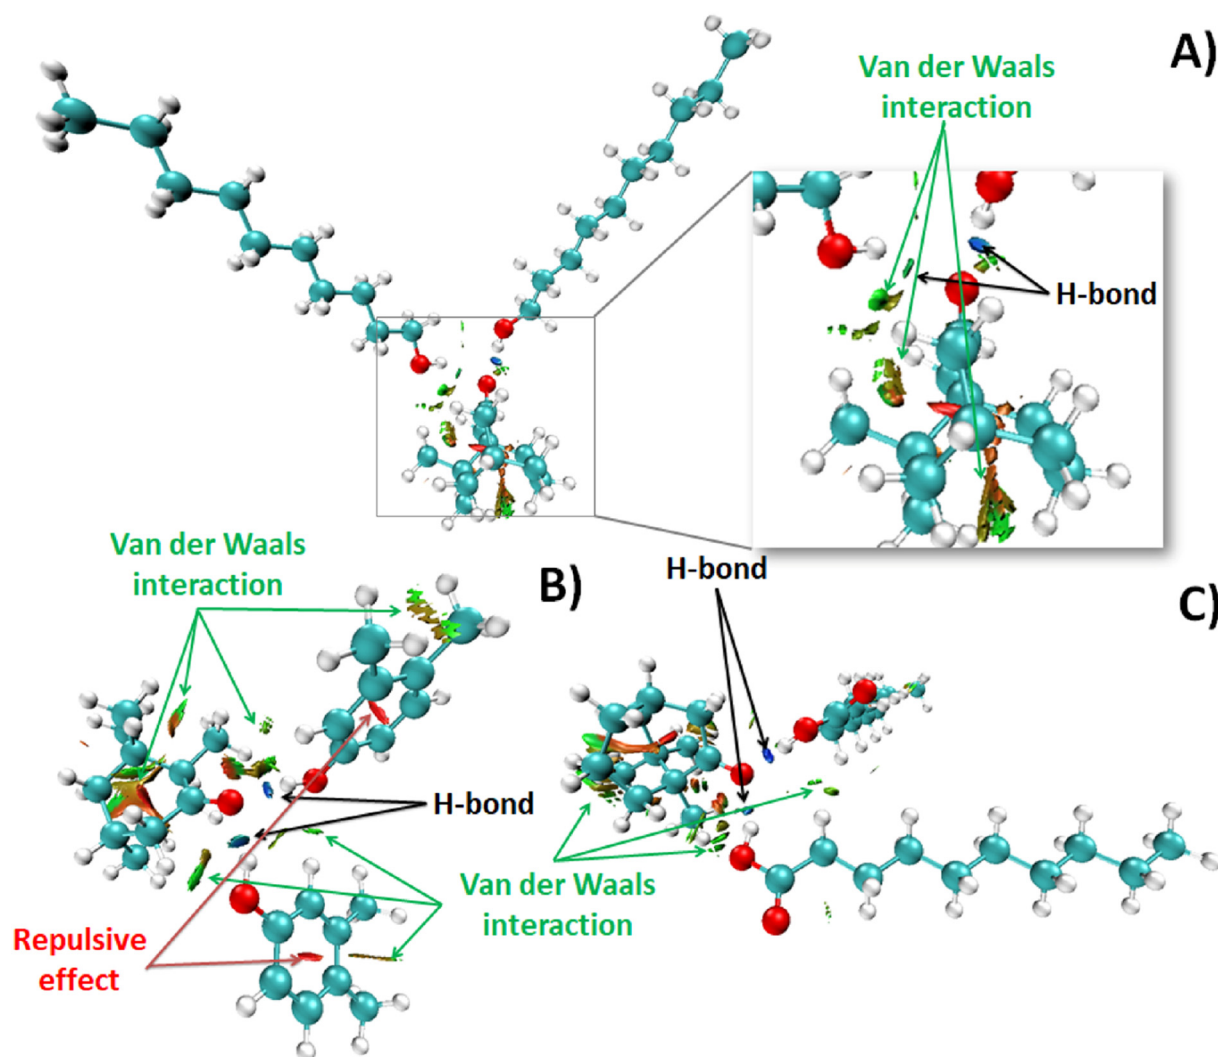 A)
Van der Waals
interaction
H-bond
Van der Waals
interaction
B)
H-bond
Van der Waals
interaction
Repulsive
effect
H-bond
C)